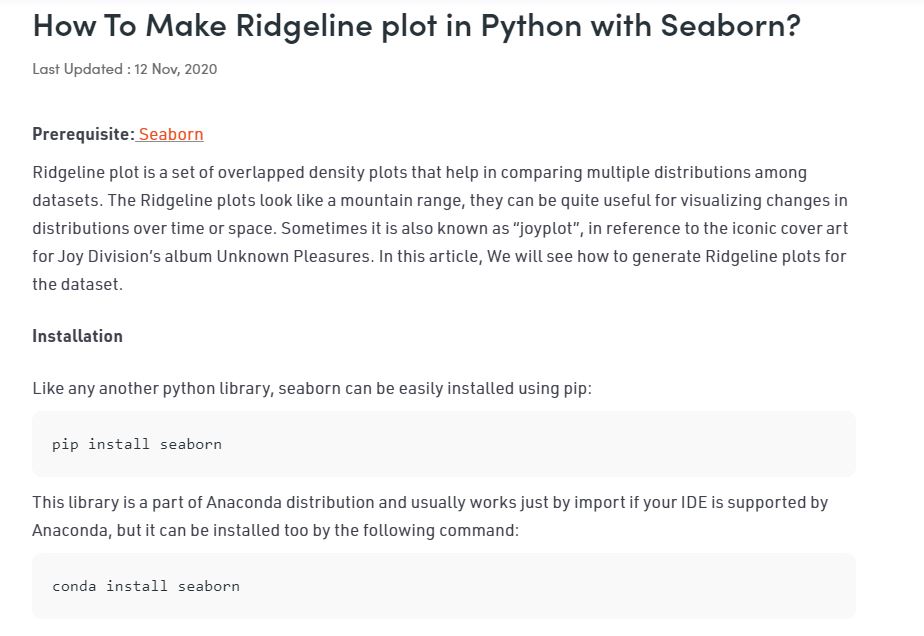 How To Make Ridgeline plot in Python with Seaborn?
Last Updated : 12 Nov, 2020
Prerequisite: Seaborn
Ridgeline plot is a set of overlapped density plots that help in comparing multiple distributions among
datasets. The Ridgeline plots look like a mountain range, they can be quite useful for visualizing changes in
distributions over time or space. Sometimes it is also known as “joyplot”, in reference to the iconic cover art
for Joy Division’s album Unknown Pleasures. In this article, We will see how to generate Ridgeline plots for
the dataset.
Installation
Like any another python library, seaborn can be easily installed using pip:
pip install seaborn
This library is a part of Anaconda distribution and usually works just by import if your IDE is supported by
Anaconda, but it can be installed too by the following command:
conda install seaborn